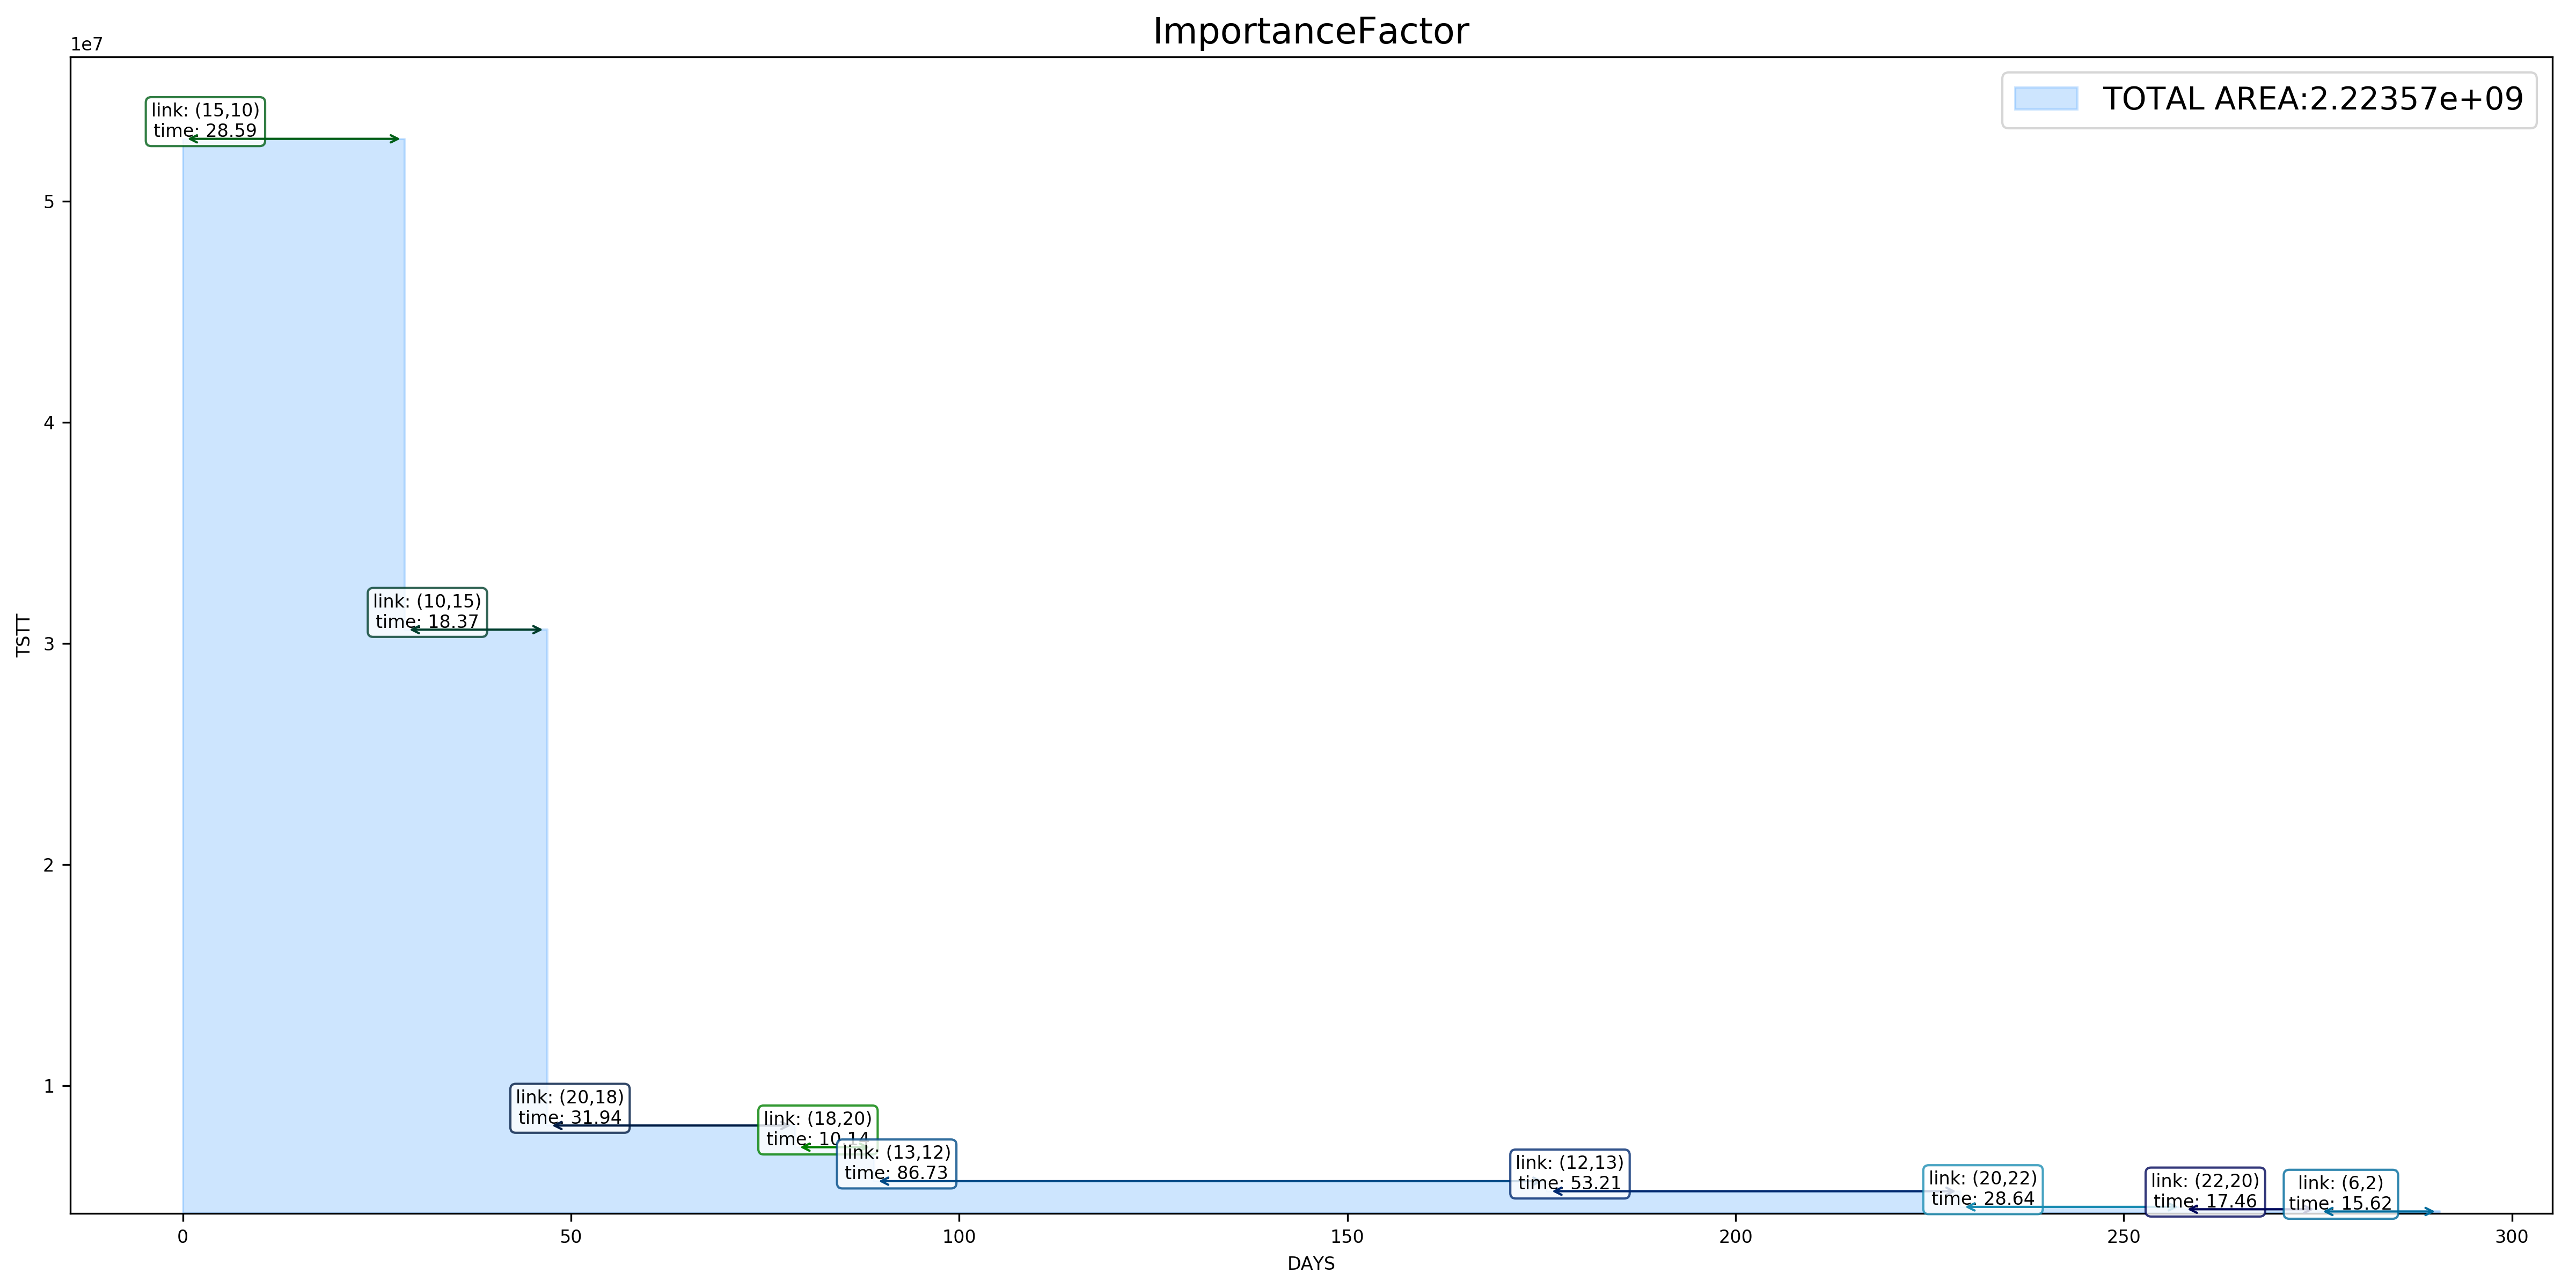 ImportanceFactor
1e7
TOTAL AREA:2.22357e+09
link: (15,10)
time: 28.59
5
4
link: (10,15)
time: 18.37
3
TSTT
2
1
link: (20,18)
time: 31.94
link: (18,20)
time: 10.14
link: (13,12)
time: 86.73
link: (12,13)
time: 53.21
link: (20,22)
time: 28.64
link: (22,20)
time: 17.46
link: (6,2)
time: 15.62
0 50 100 150 200 250 300
DAYS